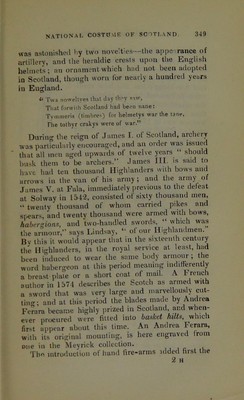 NATIONAL COSTUME OF SCOTLAND. 349
was astonished by two novelties—the appearance of
artillery, and the heraldic crests upon the English
helmets; an ornament which had not been adopted
in Scotland, though worn for nearly a hundred years
in England.
" Two novelties that day they saw,
That forwith Scotland had been nane;
Tymmeris (timbres) for helmetys war the tane,
The tothyr crakys were of war."
During the reign of James I. of Scotland, archery
was particularly encouraged, and an order was issued
that all men aged upwards of twelve years " should
busk them to be archers." James III. is said to
have had ten thousand Highlanders with bows and
arrows in the van of his army; and the army of
James V. at Fala, immediately previous to the defeat
at Solway in 1542, consisted of sixty thousand men,
" twenty thousand of whom carried pikes and
spears, and twenty thousand were armed with bows,
habergions, and two-handled swords, " which was
the armour," says Lindsay, " of our Highlandmen."
By this it would appear that in the sixteenth century
the Highlanders, in the royal service at least, had
been induced to wear the same body armour; the
word habergeon at this period meaning indifferently
a breast plate or a short coat of mail. A French
author in 1574 describes the Scotch as armed with
a sword that was very large and marvellously cut-
ting; and at this period the blades made by Andrea
Ferara became highly prized in Scotland, and when-
ever procured were fitted into basket hilts, which
first appear about this time. An Andrea Ferara,
with its original mounting, is here engraved from
one in the Meyrick collection.
The introduction of hand fire-arms added first the
2 H